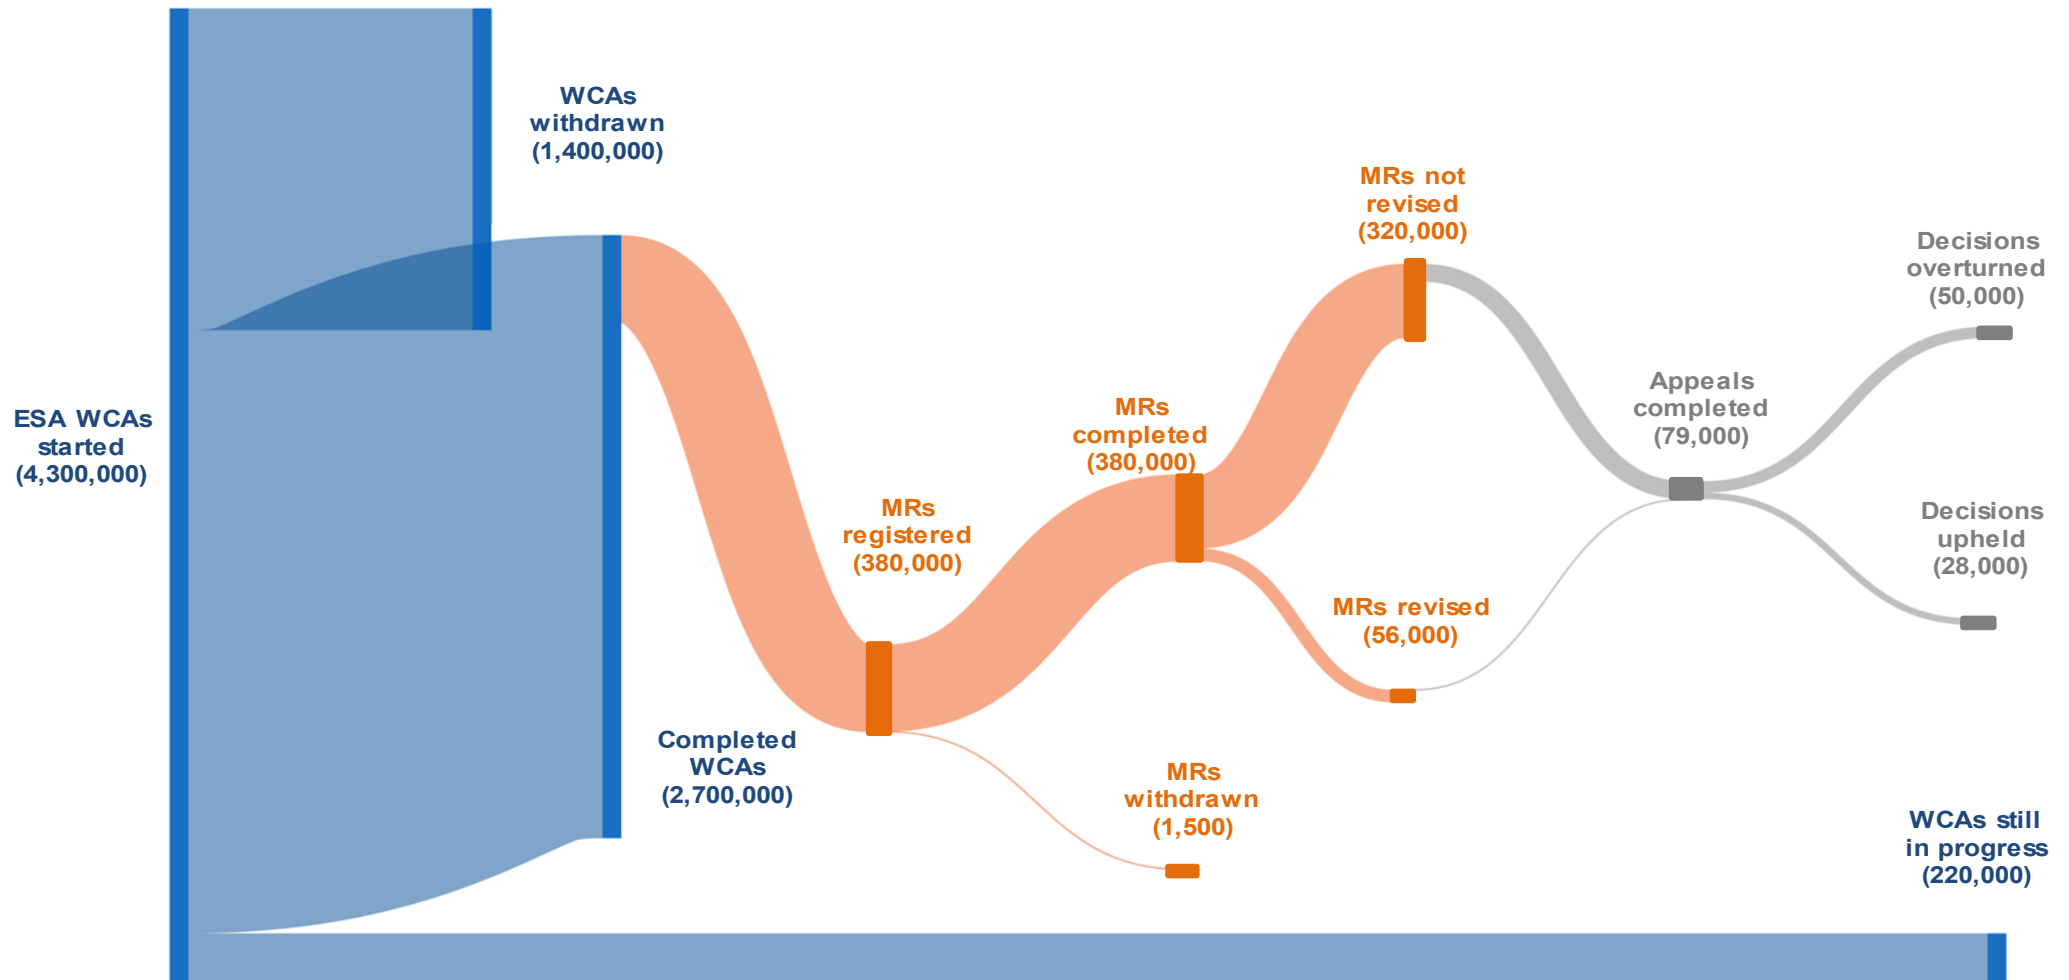 WCAs
withdrawn
(1,400,000)
MRs not
revised
(320,000)
Decisions
overturned
(50,000)
ESA WCAs
started
(4,300,000)
MRs
completed
(380,000)
Appeals
completed
(79,000)
MRs
registered
(380,000)
Decisions
upheld
(28,000)
MRs revised
(56,000)
Completed
WCAs
(2,700,000)
MRs
withdrawn
(1,500)
WCAs still
in progress
(220,000)